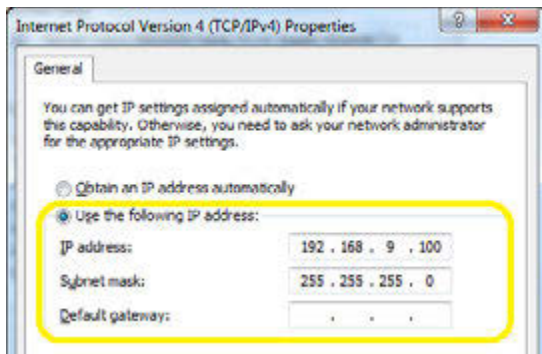 Internet Protocol Version 4 (TCP/IPv4) Properties
General
You can get IP settings assigned automatically if your network supports
this capability. Otherwise, you need to ask your network administrator
for the appropriate IP settings.
Obtain an IP address automatically
Use the following IP address:
IP address: 192 . 168 . 9 . 100
Subnet mask: 255 . 255 . 255 . 0
Default gateway: . . .